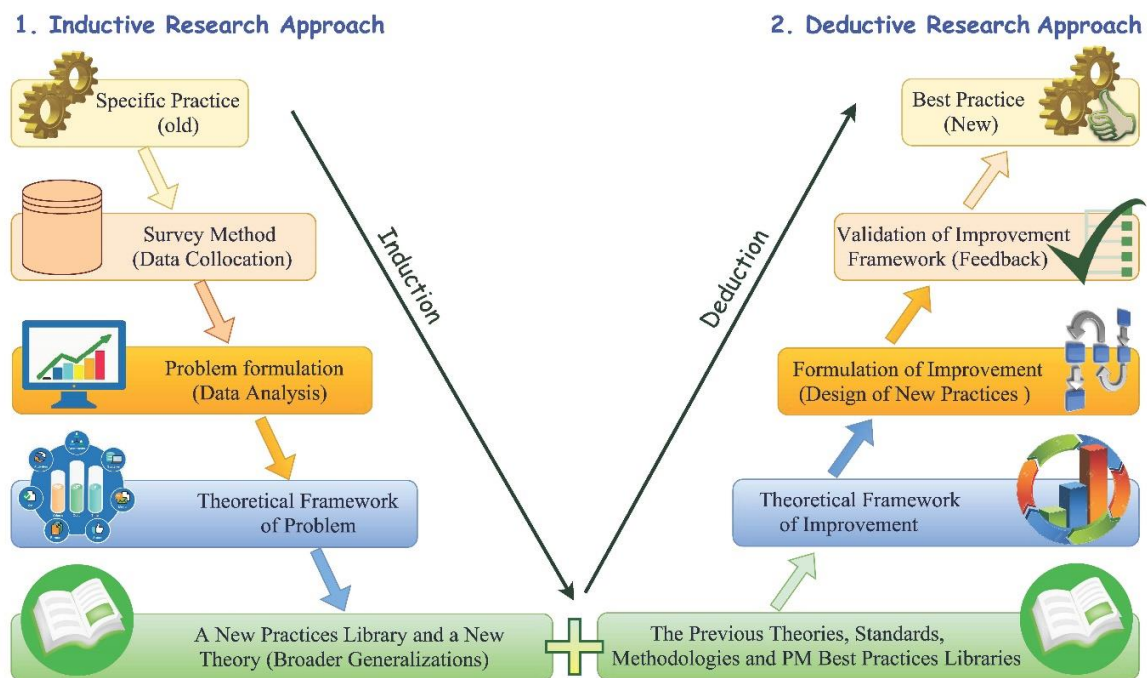 1. Inductive Research Approach
Specific Practice
(old)
Survey Method
(Data Collocation)
Problem formulation
(Data Analysis)
Theoretical Framework
of Problem
A New Practices Library and a New
Theory (Broader Generalizations)
Induction
2. Deductive Research Approach
Best Practice
(New)
Validation of Improvement
Framework (Feedback)
Formulation of Improvement
(Design of New Practices )
Theoretical Framework
of Improvement
The Previous Theories, Standards,
Methodologies and PM Best Practices Libraries
Deduction